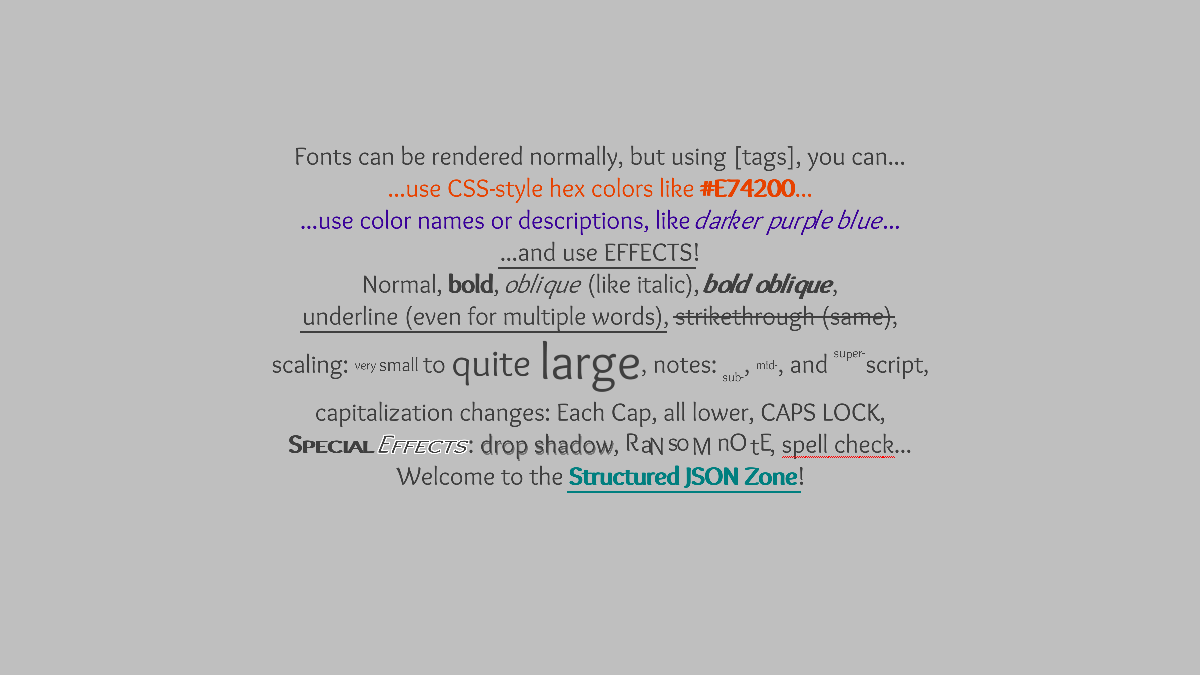 Fonts can be rendered normally, but using [tags], you can...
...use CSS-style hex colors like #E74200...
...use color names or descriptions, like darker purple blue...
...and use EFFECTS!
Normal, bold, oblique (like italic), bold oblique,
underline (even for multiple words), strikethrough (same),
scaling: very small to quite large, notes: sub-, mid-, and super-script,
capitalization changes: Each Cap, all lower, CAPS LOCK,
SPECIAL EFFECTS: drop shadow, RaNsoM nOtE, spell check...
Welcome to the Structured JSON Zone!